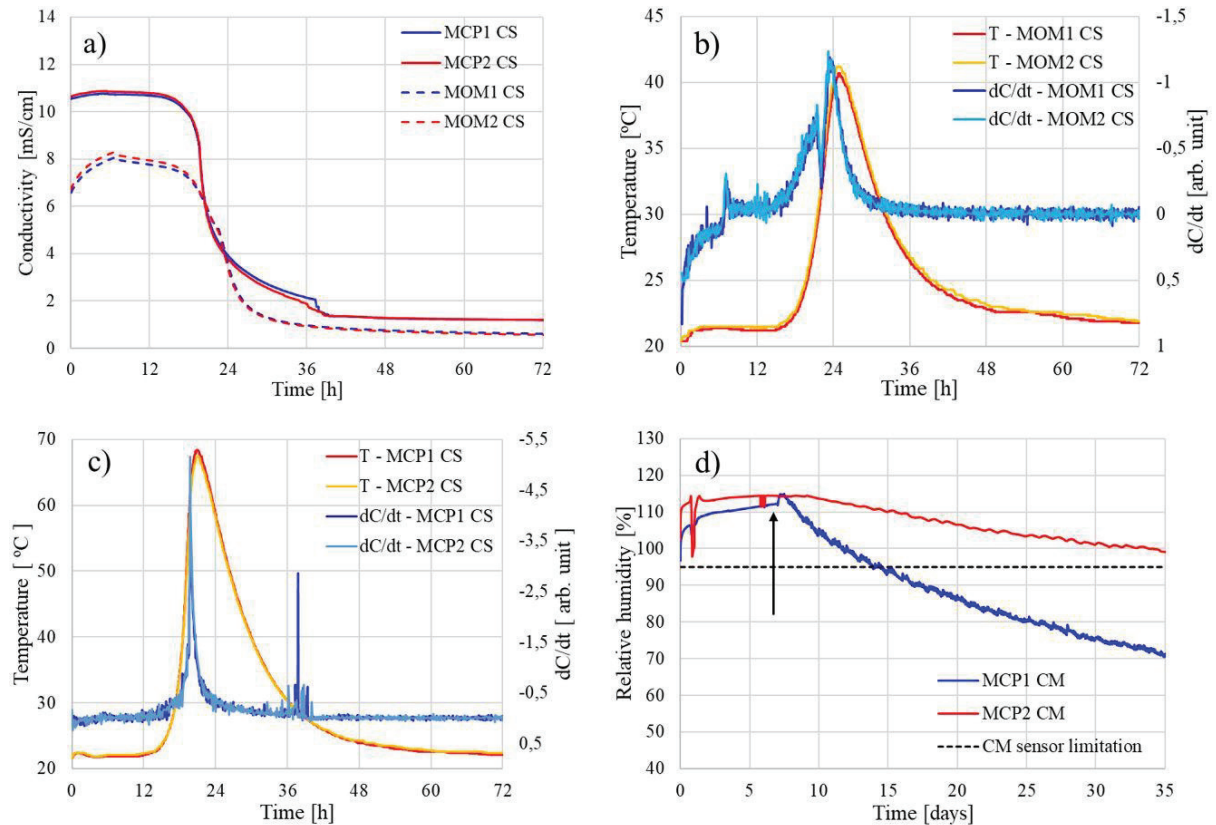 a)
Conductivity [mS/cm]
14
12
10
8
6
4
2
0
MCP1 CS
MCP2 CS
MOM1 CS
MOM2 CS
0 12 24 36 48 60 72
Time [h]
b)
Temperature [ºC]
45
40
35
30
25
20
T - MOM1 CS
T - MOM2 CS
dC/dt - MOM1 CS
dC/dt - MOM2 CS
-1,5
-1
-0,5
0
0,5
1
dC/dt [arb. unit]
0 12 24 36 48 60 72
Time [h]
c)
Temperature [ ºC]
70
60
50
40
30
20
T - MCP1 CS
T - MCP2 CS
dC/dt - MCP1 CS
dC/dt - MCP2 CS
-5,5
-4,5
-3,5
-2,5
-1,5
-0,5
0,5
dC/dt [ arb. unit]
0 12 24 36 48 60 72
Time [h]
d)
Relative humidity [%]
130
120
110
100
90
80
70
60
50
40
MCP1 CM
MCP2 CM
CM sensor limitation
0 5 10 15 20 25 30 35
Time [days]